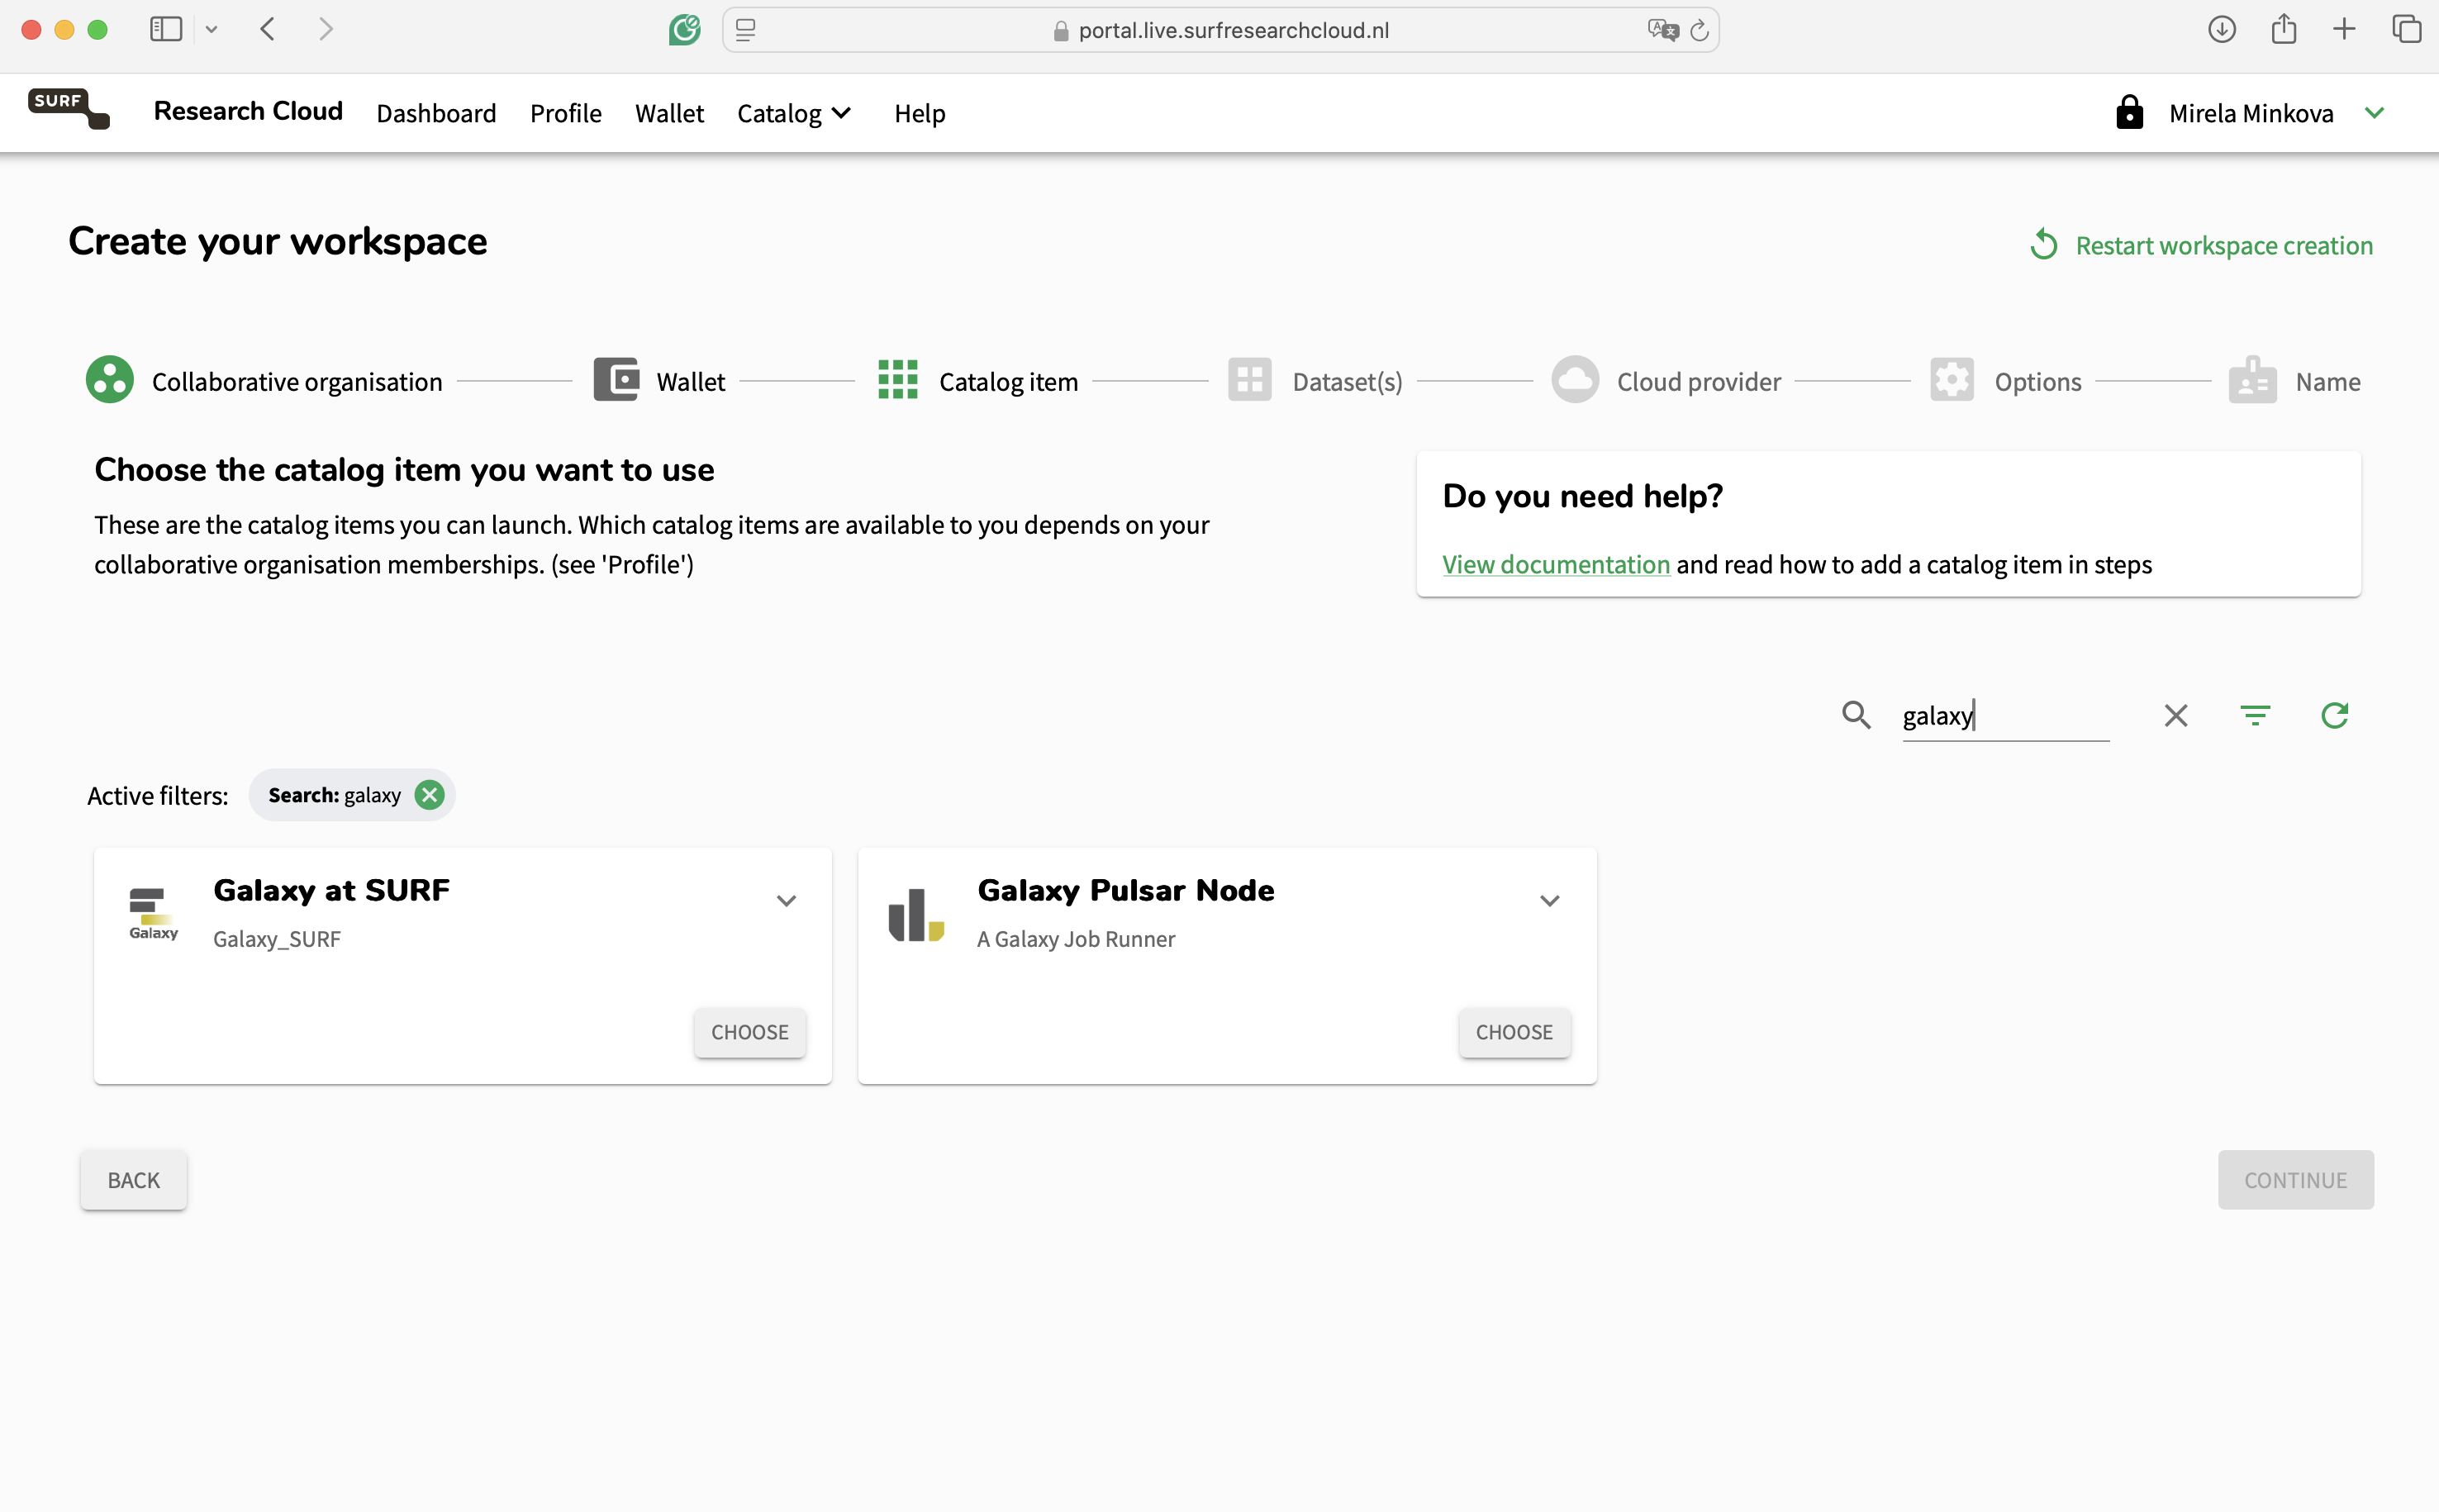 portal.live.surfresearchcloud.nl
SURF
Research Cloud Dashboard Profile Wallet Catalog Help Mirela Minkova
Create your workspace
Restart workspace creation
Collaborative organisation Wallet Catalog item Dataset(s) Cloud provider Options Name
Choose the catalog item you want to use
These are the catalog items you can launch. Which catalog items are available to you depends on your
collaborative organisation memberships. (see 'Profile')
Do you need help?
View documentation and read how to add a catalog item in steps
galaxy
Active filters: Search: galaxy
Galaxy at SURF
Galaxy_SURF
Galaxy
CHOOSE
Galaxy Pulsar Node
A Galaxy Job Runner
CHOOSE
BACK
CONTINUE